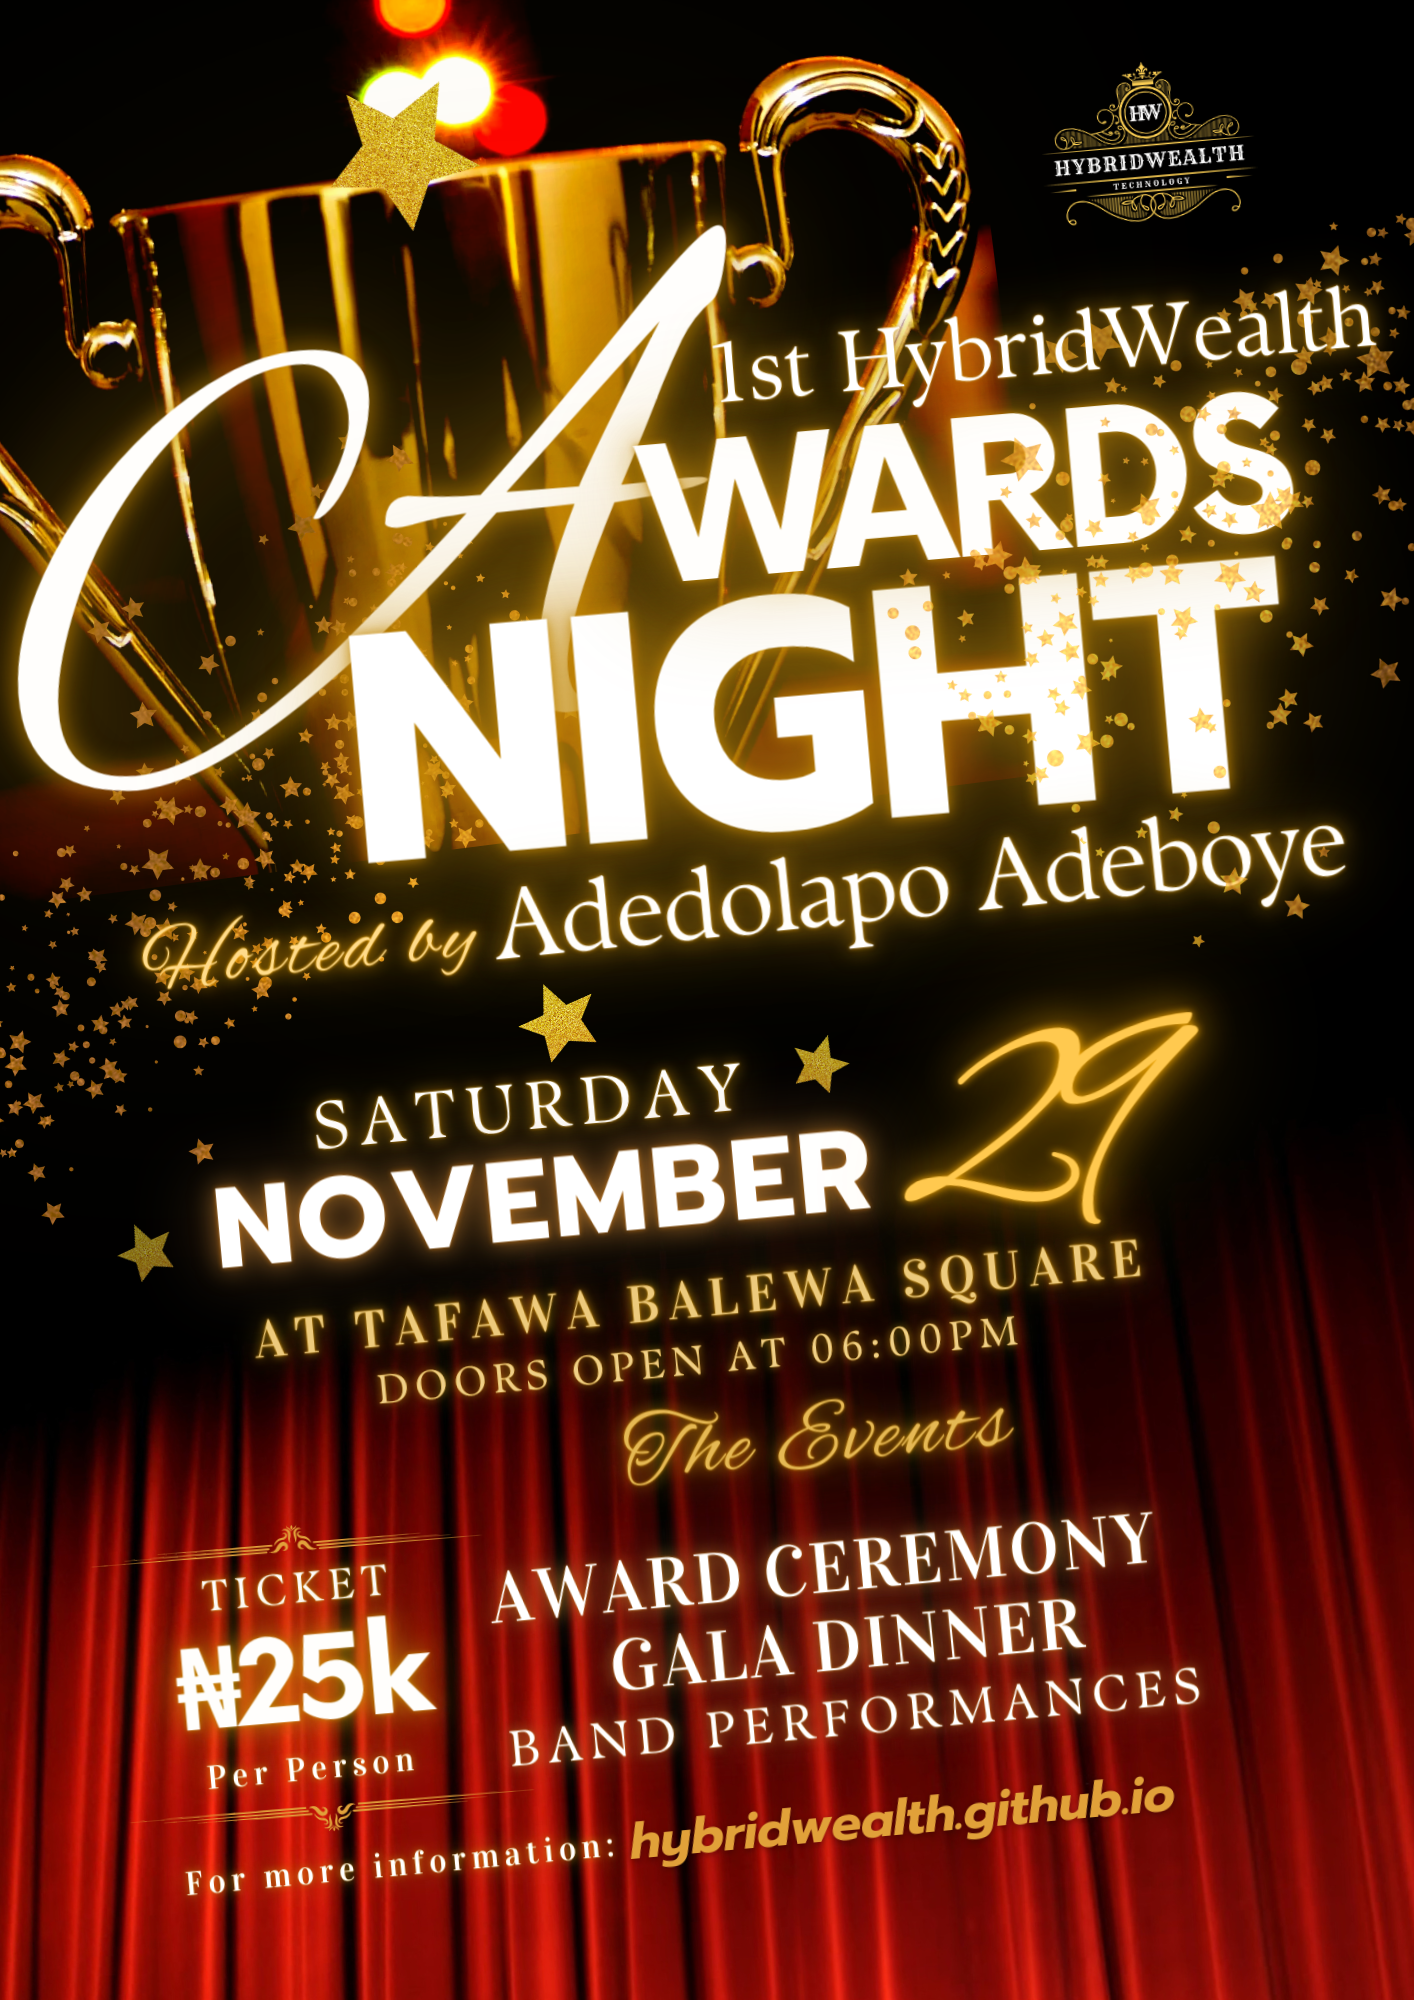 HW
HYBRIDWEALTH
TECHNOLOGY
1st HybridWealth
AWARDS
NIGHT
Hosted by Adedolapo Adeboye
SATURDAY
NOVEMBER 29
AT TAFAWA BALEWA SQUARE
DOORS OPEN AT 06:00PM
The Events
TICKET
₦25k
Per Person
AWARD CEREMONY
GALA DINNER
BAND PERFORMANCES
For more information: hybridwealth.github.io